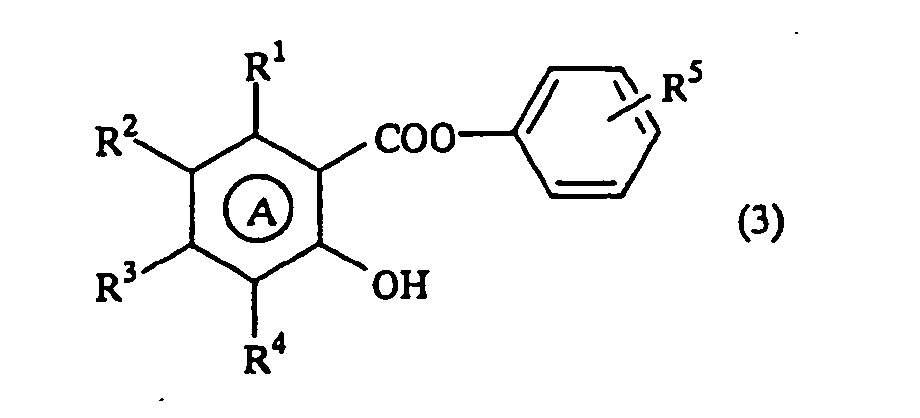 R¹
R⁵
R²
COO
A
(3)
R³
OH
R⁴